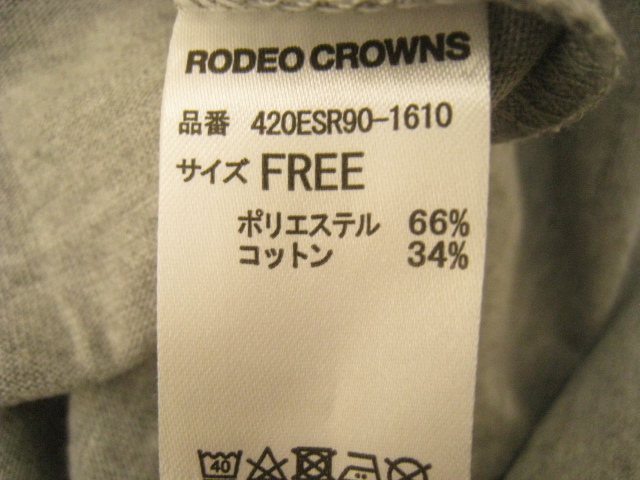 RODEO CROWNS
品番 420ESR90-1610
サイズ FREE
ポリエステル 66%
コットン 34%
40